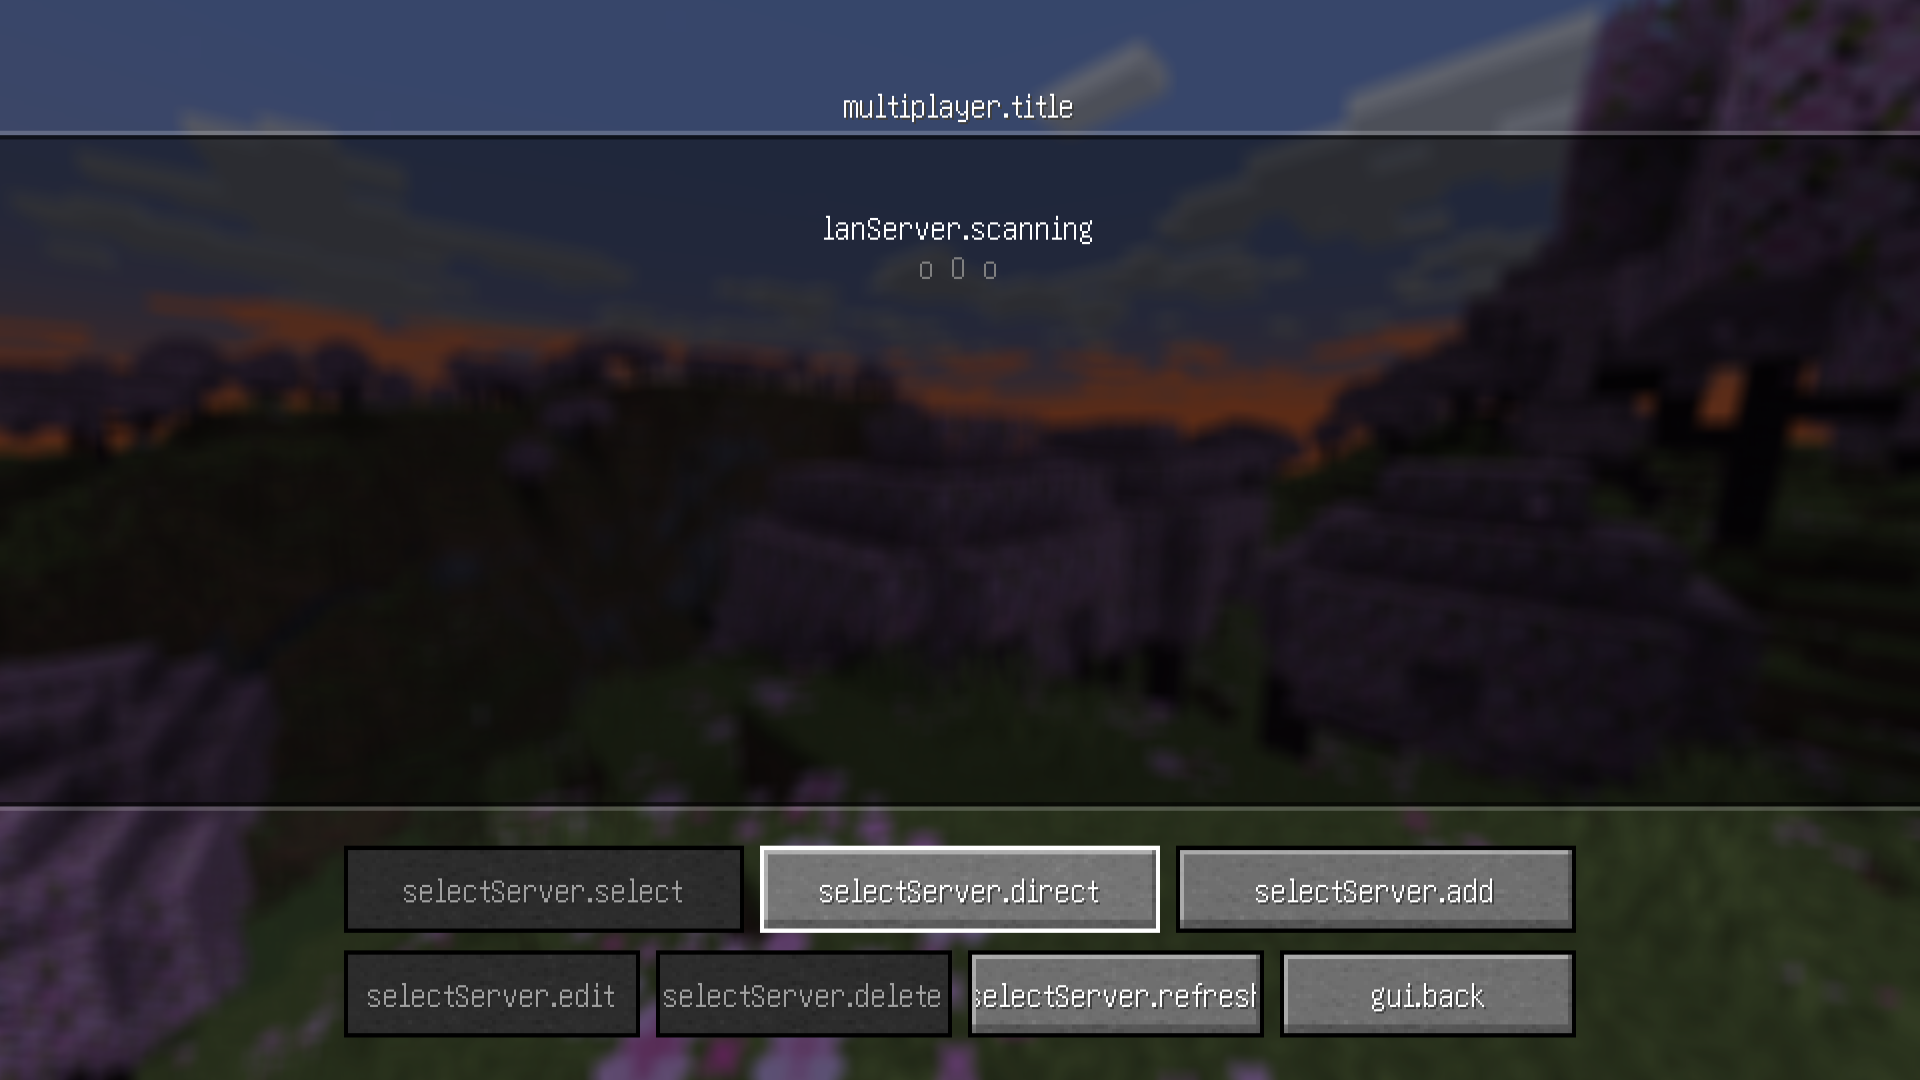 multiplayer.title
lanServer.scanning
o O o
selectServer.select
selectServer.direct
selectServer.add
selectServer.edit
selectServer.delete
selectServer.refresh
gui.back